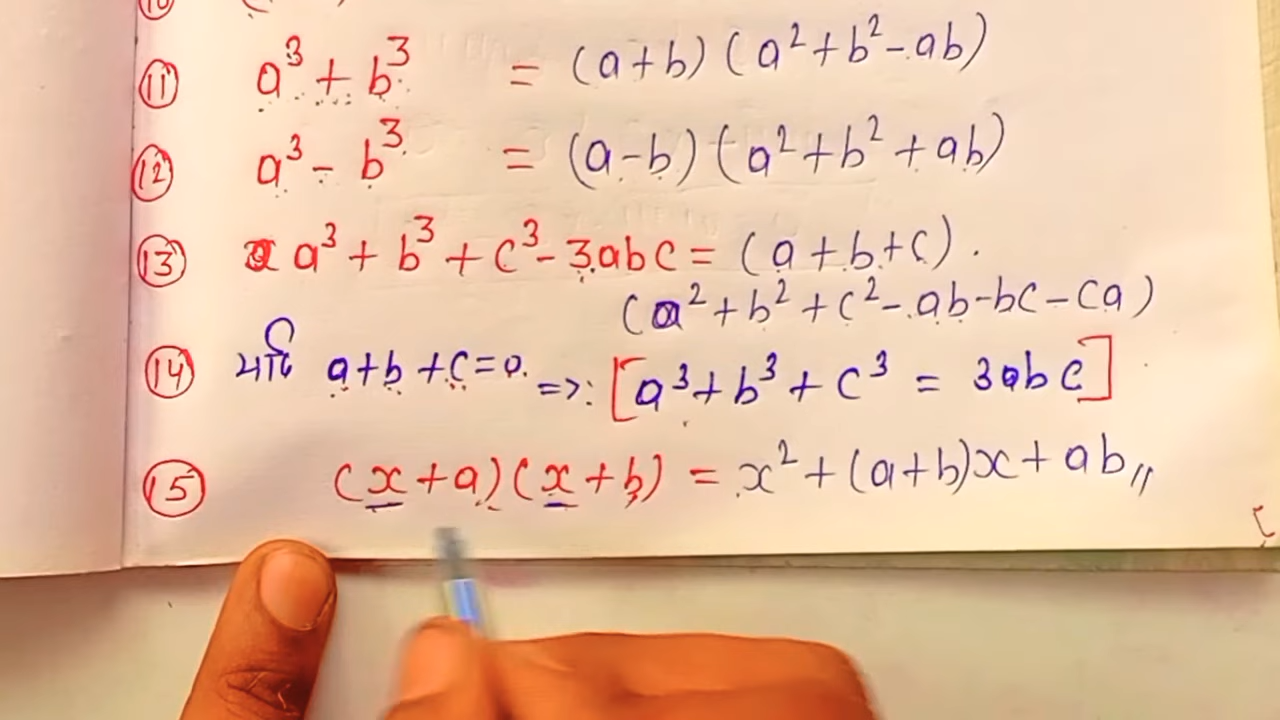 (11) a³ + b³ = (a+b) (a²+b²-ab)
(12) a³ - b³ = (a-b) (a²+b²+ab)
(13) a³ + b³ + c³ - 3abc = (a+b+c).
(a²+b²+c²-ab-bc-ca)
(14) यदि a+b+c=0. =>: [a³+b³+c³ = 3abc]
(15) (x+a)(x+b) = x²+(a+b)x+ab,,